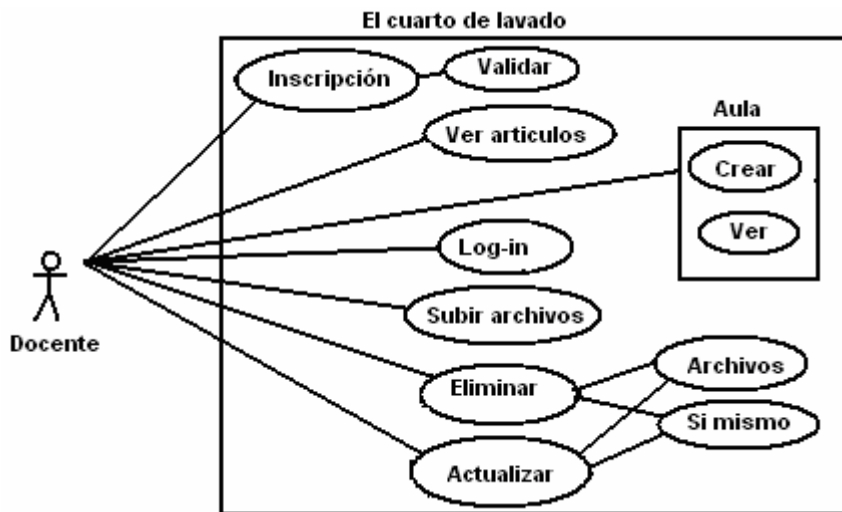 El cuarto de lavado
Inscripción
Validar
Ver articulos
Aula
Crear
Ver
Log-in
Subir archivos
Docente
Eliminar
Archivos
Si mismo
Actualizar